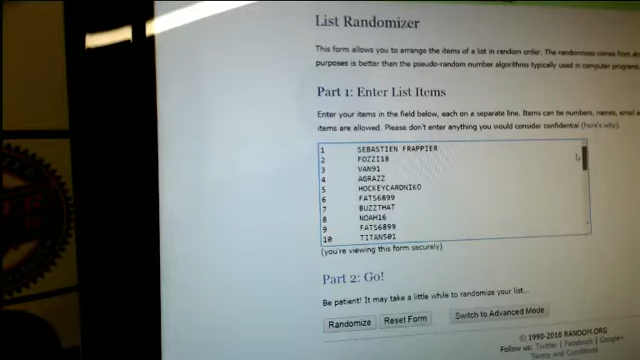 List Randomizer
This form allows you to arrange the items of a list in random order. The randomness comes from
purposes is better than the pseudo-random number algorithms typically used in computer programs.
Part 1: Enter List Items
Enter your items in the field below, each on a separate line. Items can be numbers, names, email
items are allowed. Please don't enter anything you would consider confidential (here's why).
1 SEBASTIEN FRAPPIER
2 FOZZI18
3 VAN91
4 AGRAZZ
5 HOCKEYCARDNIKO
6 FATS6899
7 BUZZTHAT
8 NOAH16
9 FATS6899
10 TITAN501
(you're viewing this form securely)
Part 2: Go!
Be patient! It may take a little while to randomize your list...
Randomize Reset Form Switch to Advanced Mode
© 1998-2018 RANDOM.ORG
Follow us: Twitter | Facebook | Google+
Terms and Conditions